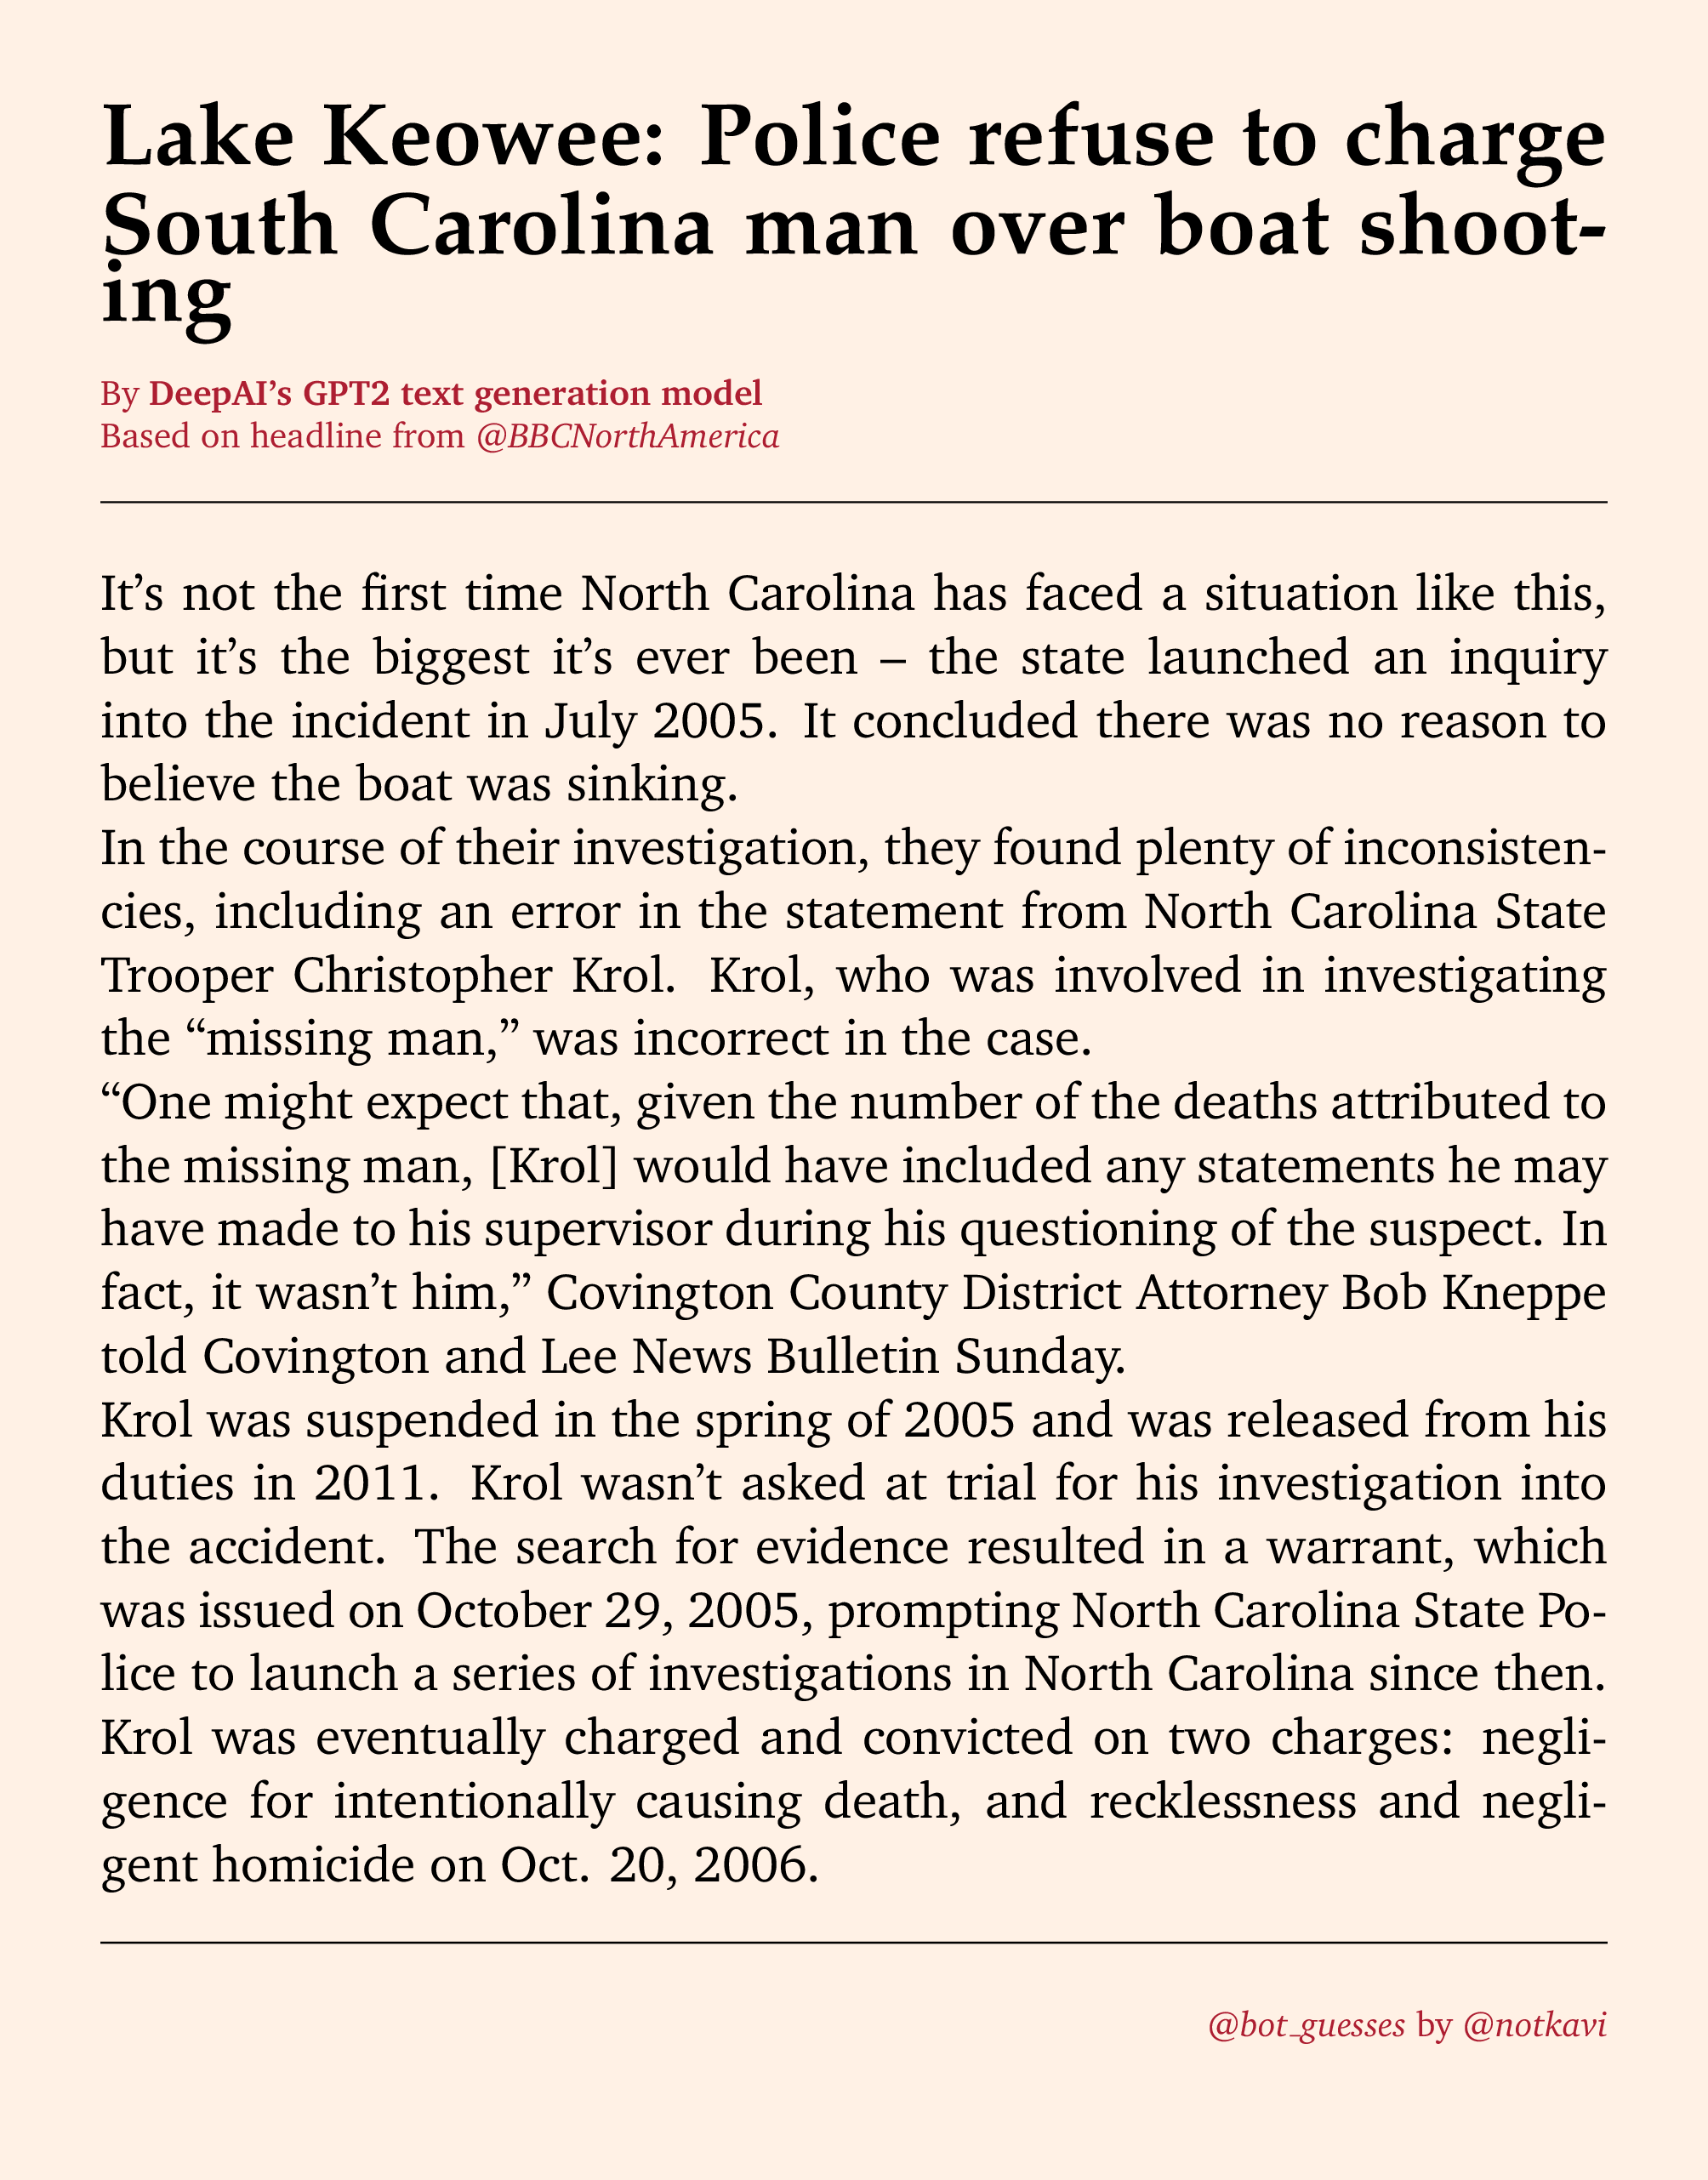 Lake Keowee: Police refuse to charge
South Carolina man over boat shoot-
ing
By DeepAI’s GPT2 text generation model
Based on headline from @BBCNorthAmerica
It’s not the first time North Carolina has faced a situation like this,
but it’s the biggest it’s ever been – the state launched an inquiry
into the incident in July 2005. It concluded there was no reason to
believe the boat was sinking.
In the course of their investigation, they found plenty of inconsisten-
cies, including an error in the statement from North Carolina State
Trooper Christopher Krol. Krol, who was involved in investigating
the “missing man,” was incorrect in the case.
“One might expect that, given the number of the deaths attributed to
the missing man, [Krol] would have included any statements he may
have made to his supervisor during his questioning of the suspect. In
fact, it wasn’t him,” Covington County District Attorney Bob Kneppe
told Covington and Lee News Bulletin Sunday.
Krol was suspended in the spring of 2005 and was released from his
duties in 2011. Krol wasn’t asked at trial for his investigation into
the accident. The search for evidence resulted in a warrant, which
was issued on October 29, 2005, prompting North Carolina State Po-
lice to launch a series of investigations in North Carolina since then.
Krol was eventually charged and convicted on two charges: negli-
gence for intentionally causing death, and recklessness and negli-
gent homicide on Oct. 20, 2006.
@bot_guesses by @notkavi